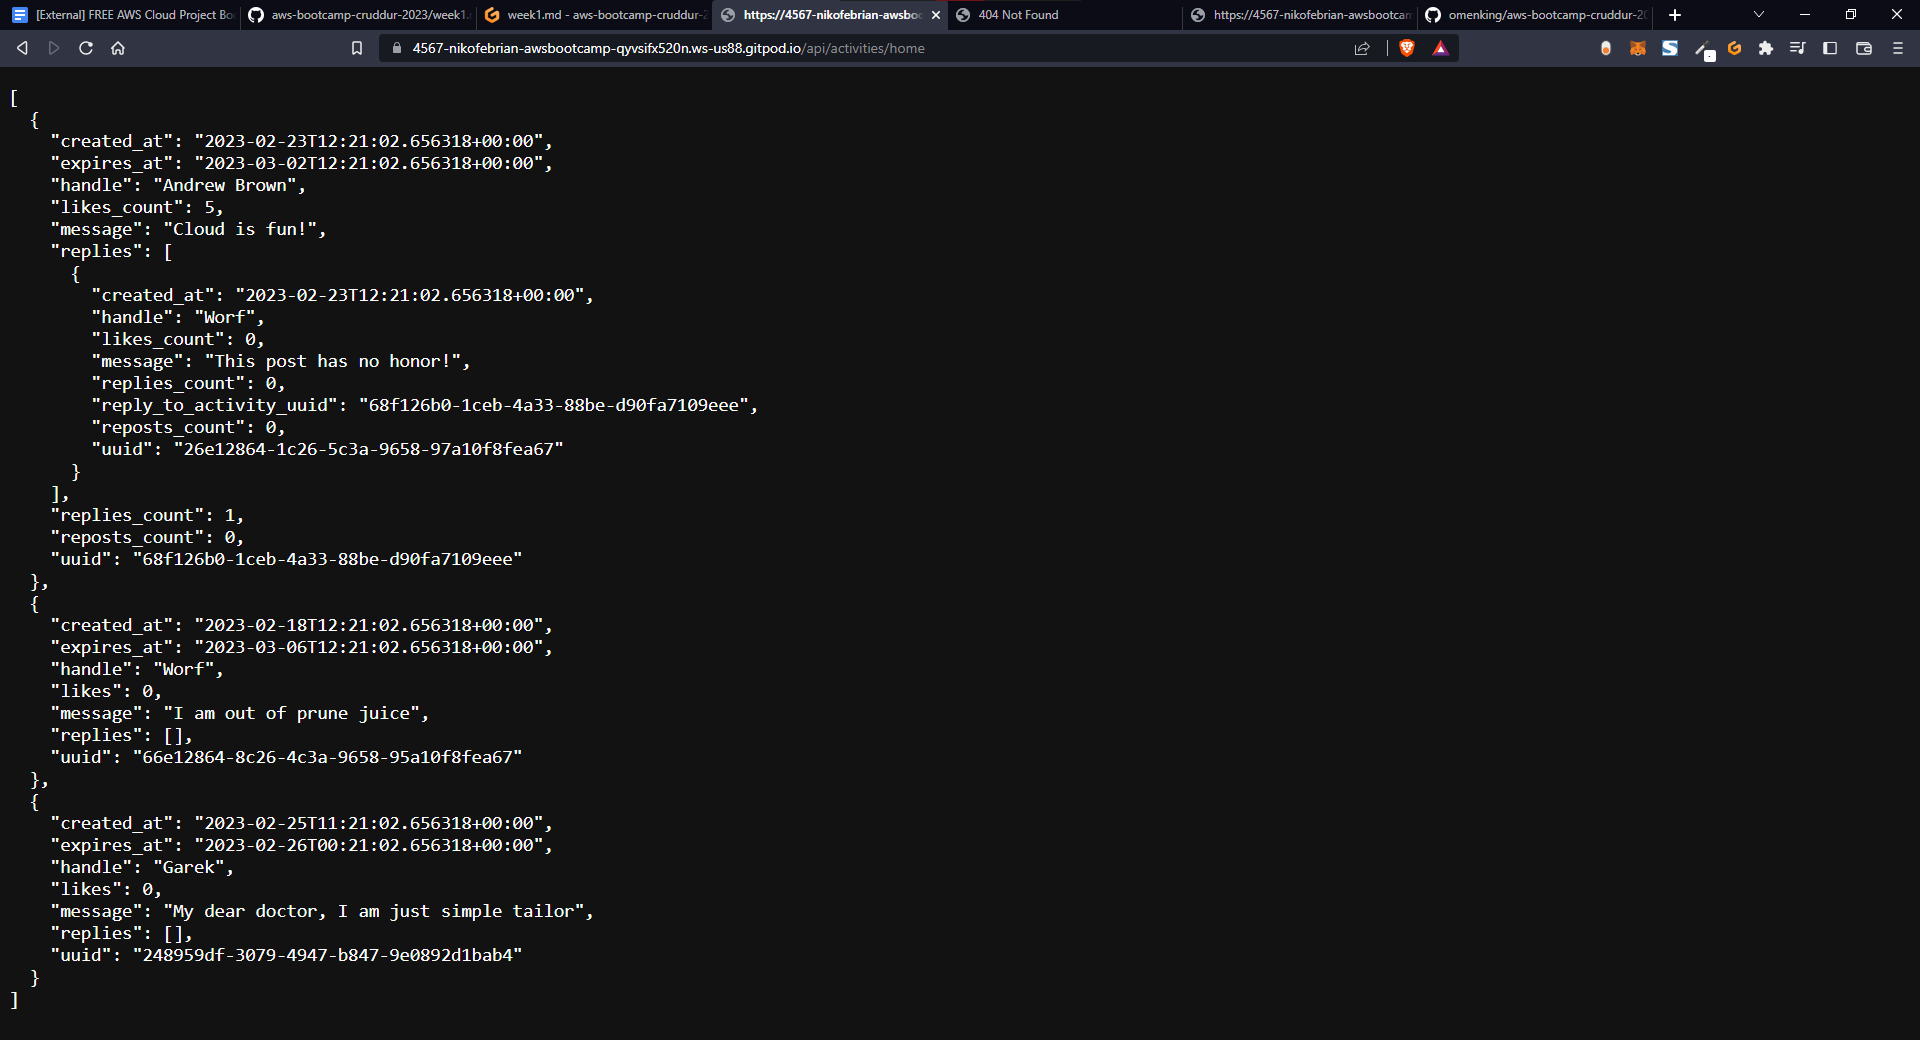 [External] FREE AWS Cloud Project Bo
aws-bootcamp-cruddur-2023/week1.
week1.md - aws-bootcamp-cruddur-2
https://4567-nikofebrian-awsboo
404 Not Found
https://4567-nikofebrian-awsbootcam
omenking/aws-bootcamp-cruddur-20
4567-nikofebrian-awsbootcamp-qyvsifx520n.ws-us88.gitpod.io/api/activities/home
[
  {
    "created_at": "2023-02-23T12:21:02.656318+00:00",
    "expires_at": "2023-03-02T12:21:02.656318+00:00",
    "handle": "Andrew Brown",
    "likes_count": 5,
    "message": "Cloud is fun!",
    "replies": [
      {
        "created_at": "2023-02-23T12:21:02.656318+00:00",
        "handle": "Worf",
        "likes_count": 0,
        "message": "This post has no honor!",
        "replies_count": 0,
        "reply_to_activity_uuid": "68f126b0-1ceb-4a33-88be-d90fa7109eee",
        "reposts_count": 0,
        "uuid": "26e12864-1c26-5c3a-9658-97a10f8fea67"
      }
    ],
    "replies_count": 1,
    "reposts_count": 0,
    "uuid": "68f126b0-1ceb-4a33-88be-d90fa7109eee"
  },
  {
    "created_at": "2023-02-18T12:21:02.656318+00:00",
    "expires_at": "2023-03-06T12:21:02.656318+00:00",
    "handle": "Worf",
    "likes": 0,
    "message": "I am out of prune juice",
    "replies": [],
    "uuid": "66e12864-8c26-4c3a-9658-95a10f8fea67"
  },
  {
    "created_at": "2023-02-25T11:21:02.656318+00:00",
    "expires_at": "2023-02-26T00:21:02.656318+00:00",
    "handle": "Garek",
    "likes": 0,
    "message": "My dear doctor, I am just simple tailor",
    "replies": [],
    "uuid": "248959df-3079-4947-b847-9e0892d1bab4"
  }
]